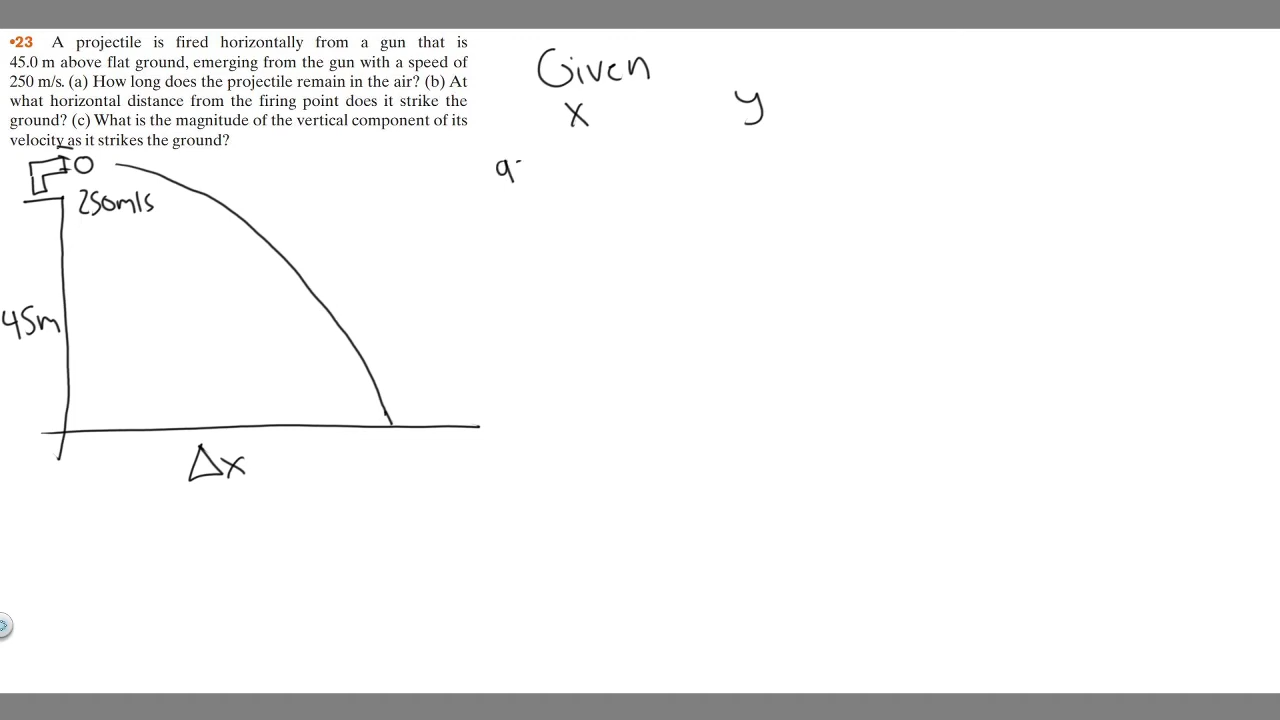 •23 A projectile is fired horizontally from a gun that is
45.0 m above flat ground, emerging from the gun with a speed of
250 m/s. (a) How long does the projectile remain in the air? (b) At
what horizontal distance from the firing point does it strike the
ground? (c) What is the magnitude of the vertical component of its
velocity as it strikes the ground?
Given
x y
250m/s
45m
Δx